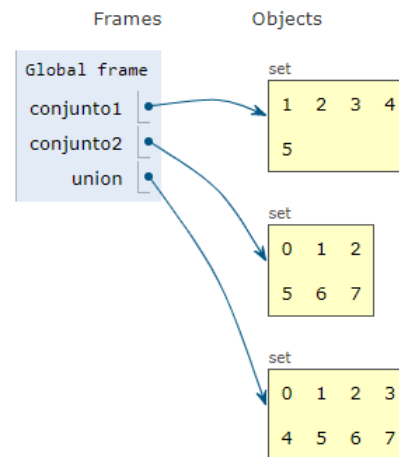 Frames Objects
Global frame
conjunto1
conjunto2
union
set
1 2 3 4
5
set
0 1 2
5 6 7
set
0 1 2 3
4 5 6 7